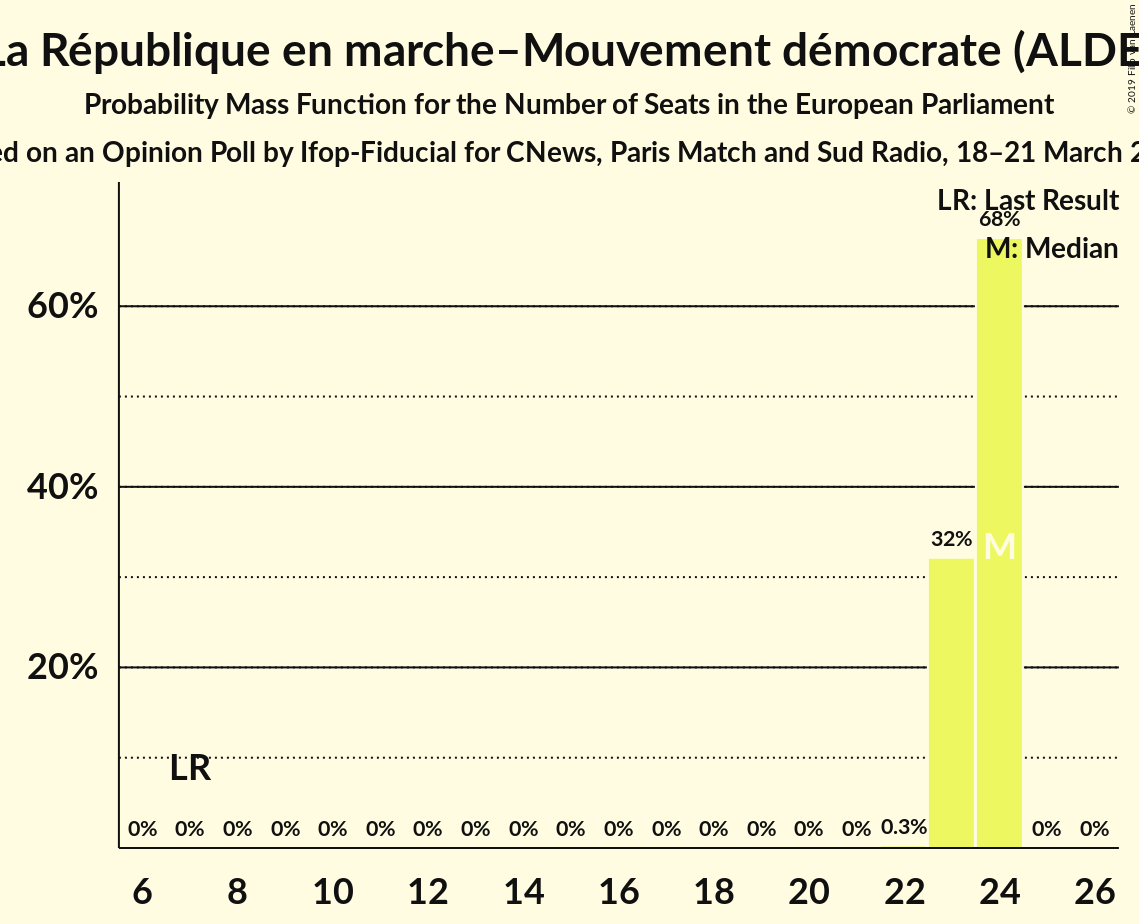 La République en marche–Mouvement démocrate (ALDE
Probability Mass Function for the Number of Seats in the European Parliament
ed on an Opinion Poll by Ifop-Fiducial for CNews, Paris Match and Sud Radio, 18–21 March 2
© 2019
LR: Last Result
68%
M: Median
60%
40%
32% M
20%
LR
0% 0% 0% 0% 0% 0% 0% 0% 0% 0% 0% 0% 0% 0% 0% 0% 0.3% 0% 0%
6 8 10 12 14 16 18 20 22 24 26